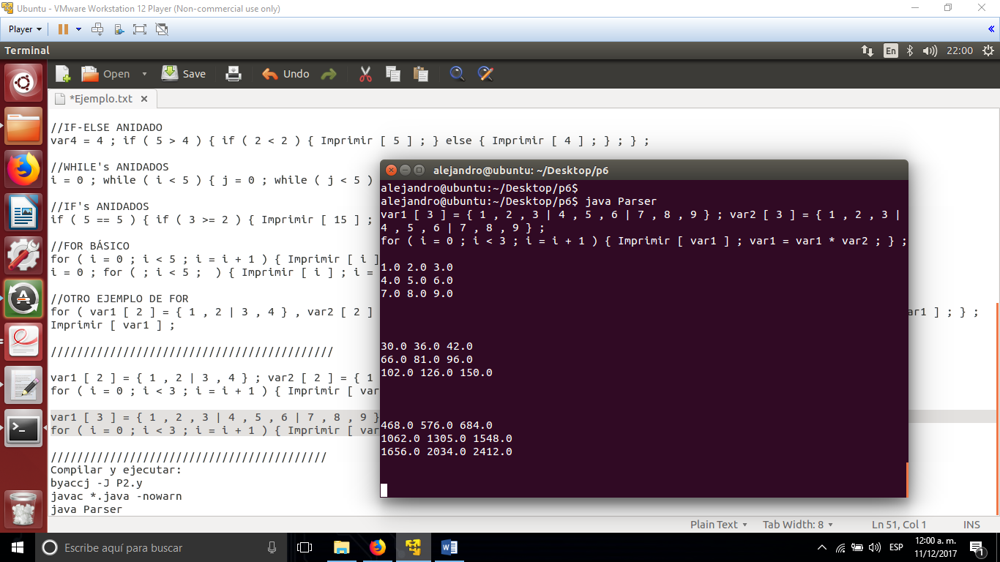 Ubuntu - VMware Workstation 12 Player (Non-commercial use only)
Player
Terminal
En
22:00
Open
Save
Undo
*Ejemplo.txt
//IF-ELSE ANIDADO
var4 = 4 ; if ( 5 > 4 ) { if ( 2 < 2 ) { Imprimir [ 5 ] ; } else { Imprimir [ 4 ] ; } ; } ;
//WHILE's ANIDADOS
i = 0 ; while ( i < 5 ) { j = 0 ; while ( j < 5 )
//IF's ANIDADOS
if ( 5 == 5 ) { if ( 3 >= 2 ) { Imprimir [ 15 ] ;
//FOR BÁSICO
for ( i = 0 ; i < 5 ; i = i + 1 ) { Imprimir [ i ]
i = 0 ; for ( ; i < 5 ;  ) { Imprimir [ i ] ; i =
//OTRO EJEMPLO DE FOR
for ( var1 [ 2 ] = { 1 , 2 | 3 , 4 } , var2 [ 2 ] ar1 ] ; } ;
Imprimir [ var1 ] ;
///////////////////////////////////////////
var1 [ 2 ] = { 1 , 2 | 3 , 4 } ; var2 [ 2 ] = { 1
for ( i = 0 ; i < 3 ; i = i + 1 ) { Imprimir [ var
var1 [ 3 ] = { 1 , 2 , 3 | 4 , 5 , 6 | 7 , 8 , 9 }
for ( i = 0 ; i < 3 ; i = i + 1 ) { Imprimir [ var
//////////////////////////////////////////
Compilar y ejecutar:
byaccj -J P2.y
javac *.java -nowarn
java Parser
alejandro@ubuntu: ~/Desktop/p6
alejandro@ubuntu:~/Desktop/p6$
alejandro@ubuntu:~/Desktop/p6$ java Parser
var1 [ 3 ] = { 1 , 2 , 3 | 4 , 5 , 6 | 7 , 8 , 9 } ; var2 [ 3 ] = { 1 , 2 , 3 |
4 , 5 , 6 | 7 , 8 , 9 } ;
for ( i = 0 ; i < 3 ; i = i + 1 ) { Imprimir [ var1 ] ; var1 = var1 * var2 ; } ;
1.0 2.0 3.0
4.0 5.0 6.0
7.0 8.0 9.0
30.0 36.0 42.0
66.0 81.0 96.0
102.0 126.0 150.0
468.0 576.0 684.0
1062.0 1305.0 1548.0
1656.0 2034.0 2412.0
Plain Text
Tab Width: 8
Ln 51, Col 1
INS
Escribe aquí para buscar
ESP
12:00 a. m.
11/12/2017
1